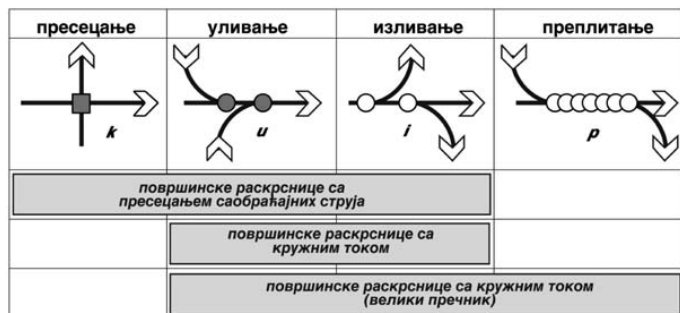 пресецање
уливање
изливање
преплитање
k
u
i
p
површинске раскрснице са
пресецањем саобраћајних струја
површинске раскрснице са
кружним током
површинске раскрснице са кружним током
(велики пречник)